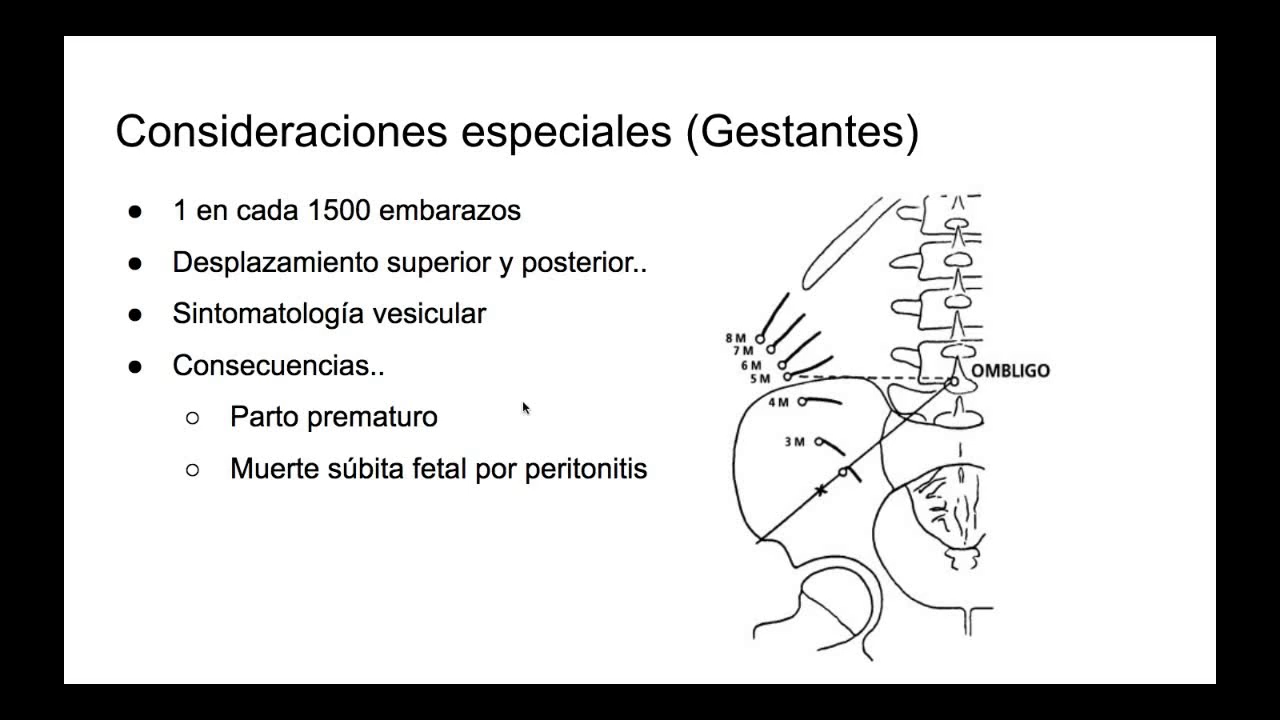 Consideraciones especiales (Gestantes)
● 1 en cada 1500 embarazos
● Desplazamiento superior y posterior..
● Sintomatología vesicular
● Consecuencias..
○ Parto prematuro
○ Muerte súbita fetal por peritonitis
8 M
7 M
6 M
5 M
OMBLIGO
4 M
3 M